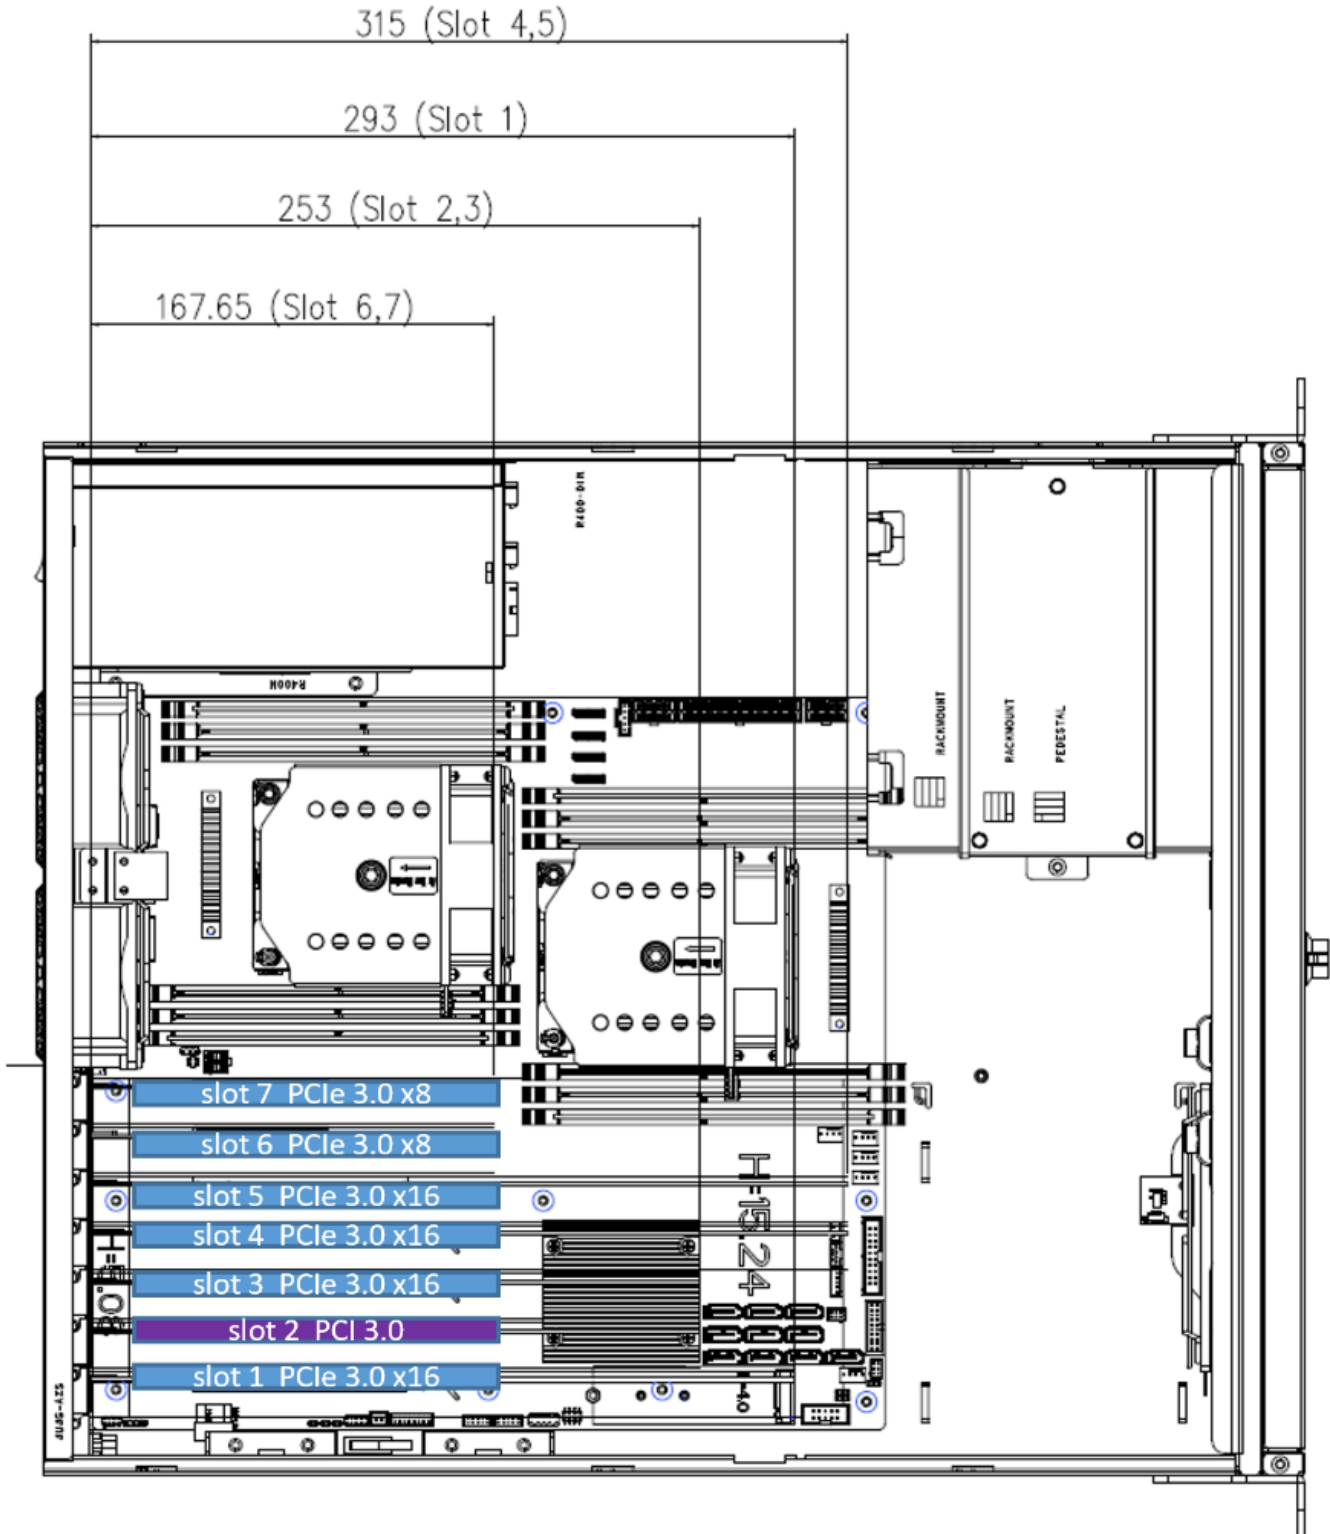 315 (Slot 4,5)
293 (Slot 1)
253 (Slot 2,3)
167.65 (Slot 6,7)
R400-DIM
R400H
RACKMOUNT
RACKMOUNT
PEDESTAL
slot 7 PCIe 3.0 x8
slot 6 PCIe 3.0 x8
slot 5 PCIe 3.0 x16
slot 4 PCIe 3.0 x16
slot 3 PCIe 3.0 x16
slot 2 PCI 3.0
slot 1 PCIe 3.0 x16
H=15.24